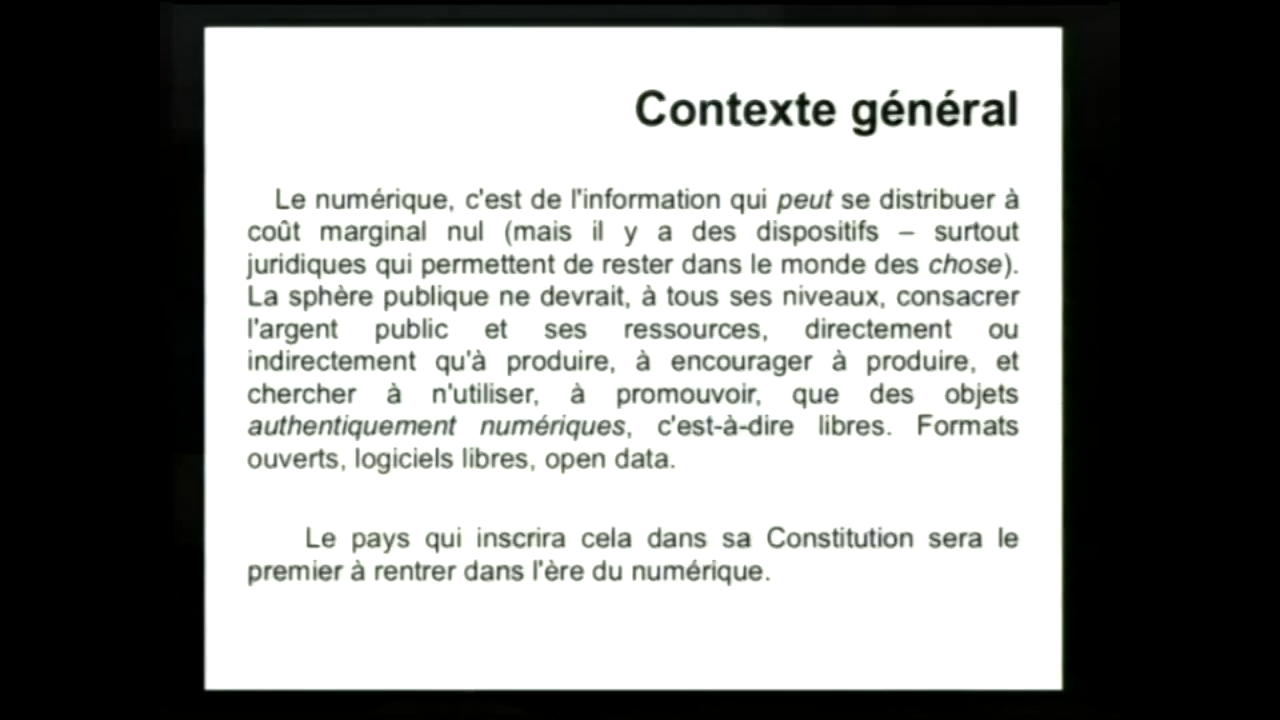 Contexte général
Le numérique, c'est de l'information qui peut se distribuer à
coût marginal nul (mais il y a des dispositifs – surtout
juridiques qui permettent de rester dans le monde des chose).
La sphère publique ne devrait, à tous ses niveaux, consacrer
l'argent public et ses ressources, directement ou
indirectement qu'à produire, à encourager à produire, et
chercher à n'utiliser, à promouvoir, que des objets
authentiquement numériques, c'est-à-dire libres. Formats
ouverts, logiciels libres, open data.
Le pays qui inscrira cela dans sa Constitution sera le
premier à rentrer dans l'ère du numérique.